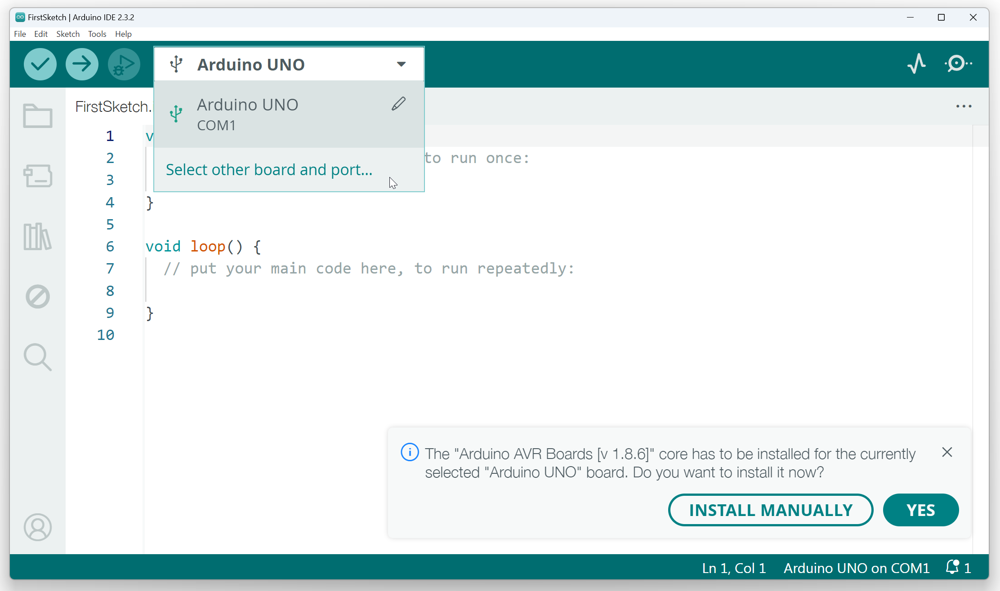 FirstSketch | Arduino IDE 2.3.2
File Edit Sketch Tools Help
Arduino UNO
Arduino UNO
COM1
Select other board and port...
FirstSketch.
1 v
2 to run once:
3
4 }
5
6 void loop() {
7 // put your main code here, to run repeatedly:
8
9 }
10
The "Arduino AVR Boards [v 1.8.6]" core has to be installed for the currently
selected "Arduino UNO" board. Do you want to install it now?
INSTALL MANUALLY YES
Ln 1, Col 1 Arduino UNO on COM1 1